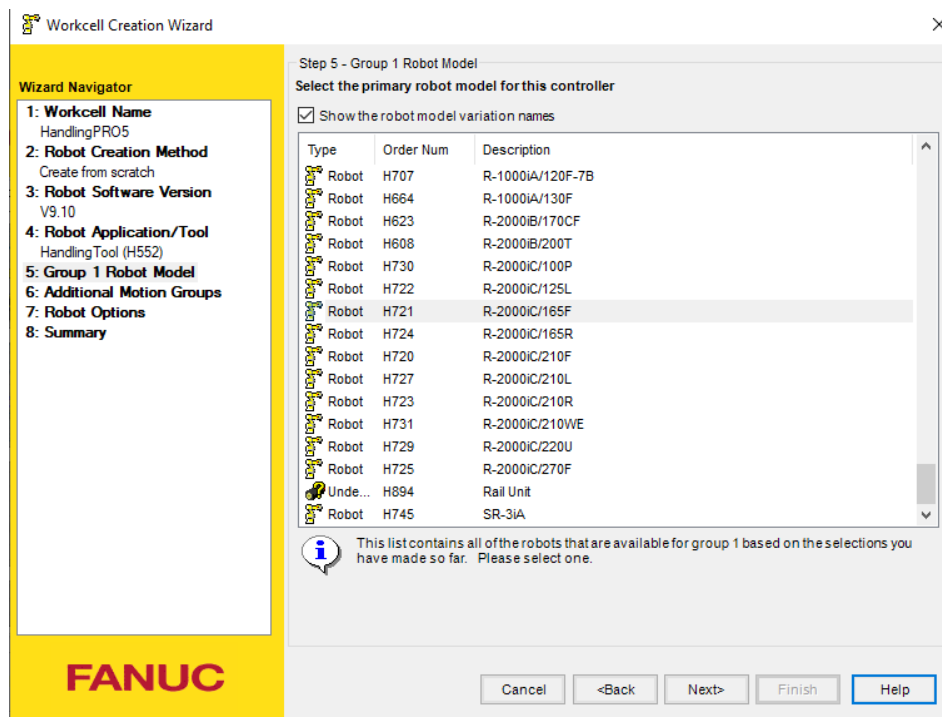 Workcell Creation Wizard
Wizard Navigator
1: Workcell Name
HandlingPRO5
2: Robot Creation Method
Create from scratch
3: Robot Software Version
V9.10
4: Robot Application/Tool
HandlingTool (H552)
5: Group 1 Robot Model
6: Additional Motion Groups
7: Robot Options
8: Summary
FANUC
Step 5 - Group 1 Robot Model
Select the primary robot model for this controller
Show the robot model variation names
Type Order Num Description
Robot H707 R-1000iA/120F-7B
Robot H664 R-1000iA/130F
Robot H623 R-2000iB/170CF
Robot H608 R-2000iB/200T
Robot H730 R-2000iC/100P
Robot H722 R-2000iC/125L
Robot H721 R-2000iC/165F
Robot H724 R-2000iC/165R
Robot H720 R-2000iC/210F
Robot H727 R-2000iC/210L
Robot H723 R-2000iC/210R
Robot H731 R-2000iC/210WE
Robot H729 R-2000iC/220U
Robot H725 R-2000iC/270F
Unde... H894 Rail Unit
Robot H745 SR-3iA
This list contains all of the robots that are available for group 1 based on the selections you
have made so far. Please select one.
Cancel <Back Next> Finish Help